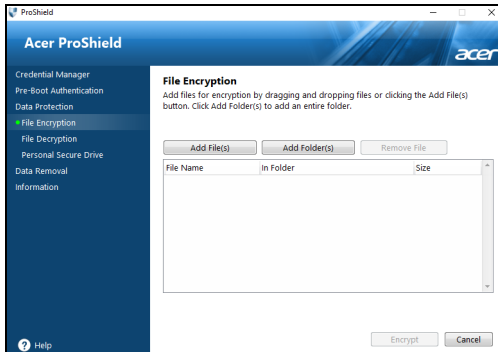 ProShield
Acer ProShield
acer
Credential Manager
Pre-Boot Authentication
Data Protection
File Encryption
File Decryption
Personal Secure Drive
Data Removal
Information
Help
File Encryption
Add files for encryption by dragging and dropping files or clicking the Add File(s)
button. Click Add Folder(s) to add an entire folder.
Add File(s) Add Folder(s) Remove File
File Name In Folder Size
Encrypt Cancel